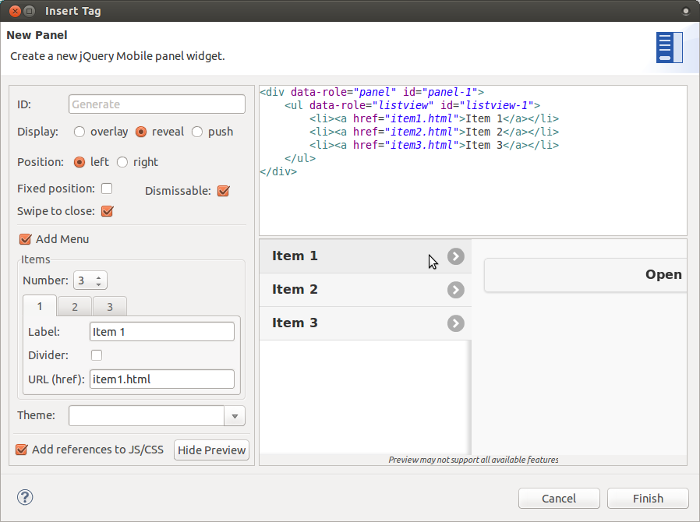 Insert Tag
New Panel
Create a new jQuery Mobile panel widget.
ID: Generate
Display: overlay reveal push
Position: left right
Fixed position: Dismissable:
Swipe to close:
Add Menu
Items
Number: 3
1 2 3
Label: Item 1
Divider:
URL (href): item1.html
Theme:
Add references to JS/CSS Hide Preview
<div data-role="panel" id="panel-1">
<ul data-role="listview" id="listview-1">
<li><a href="item1.html">Item 1</a></li>
<li><a href="item2.html">Item 2</a></li>
<li><a href="item3.html">Item 3</a></li>
</ul>
</div>
Item 1
Item 2
Item 3
Open
Preview may not support all available features
? Cancel Finish